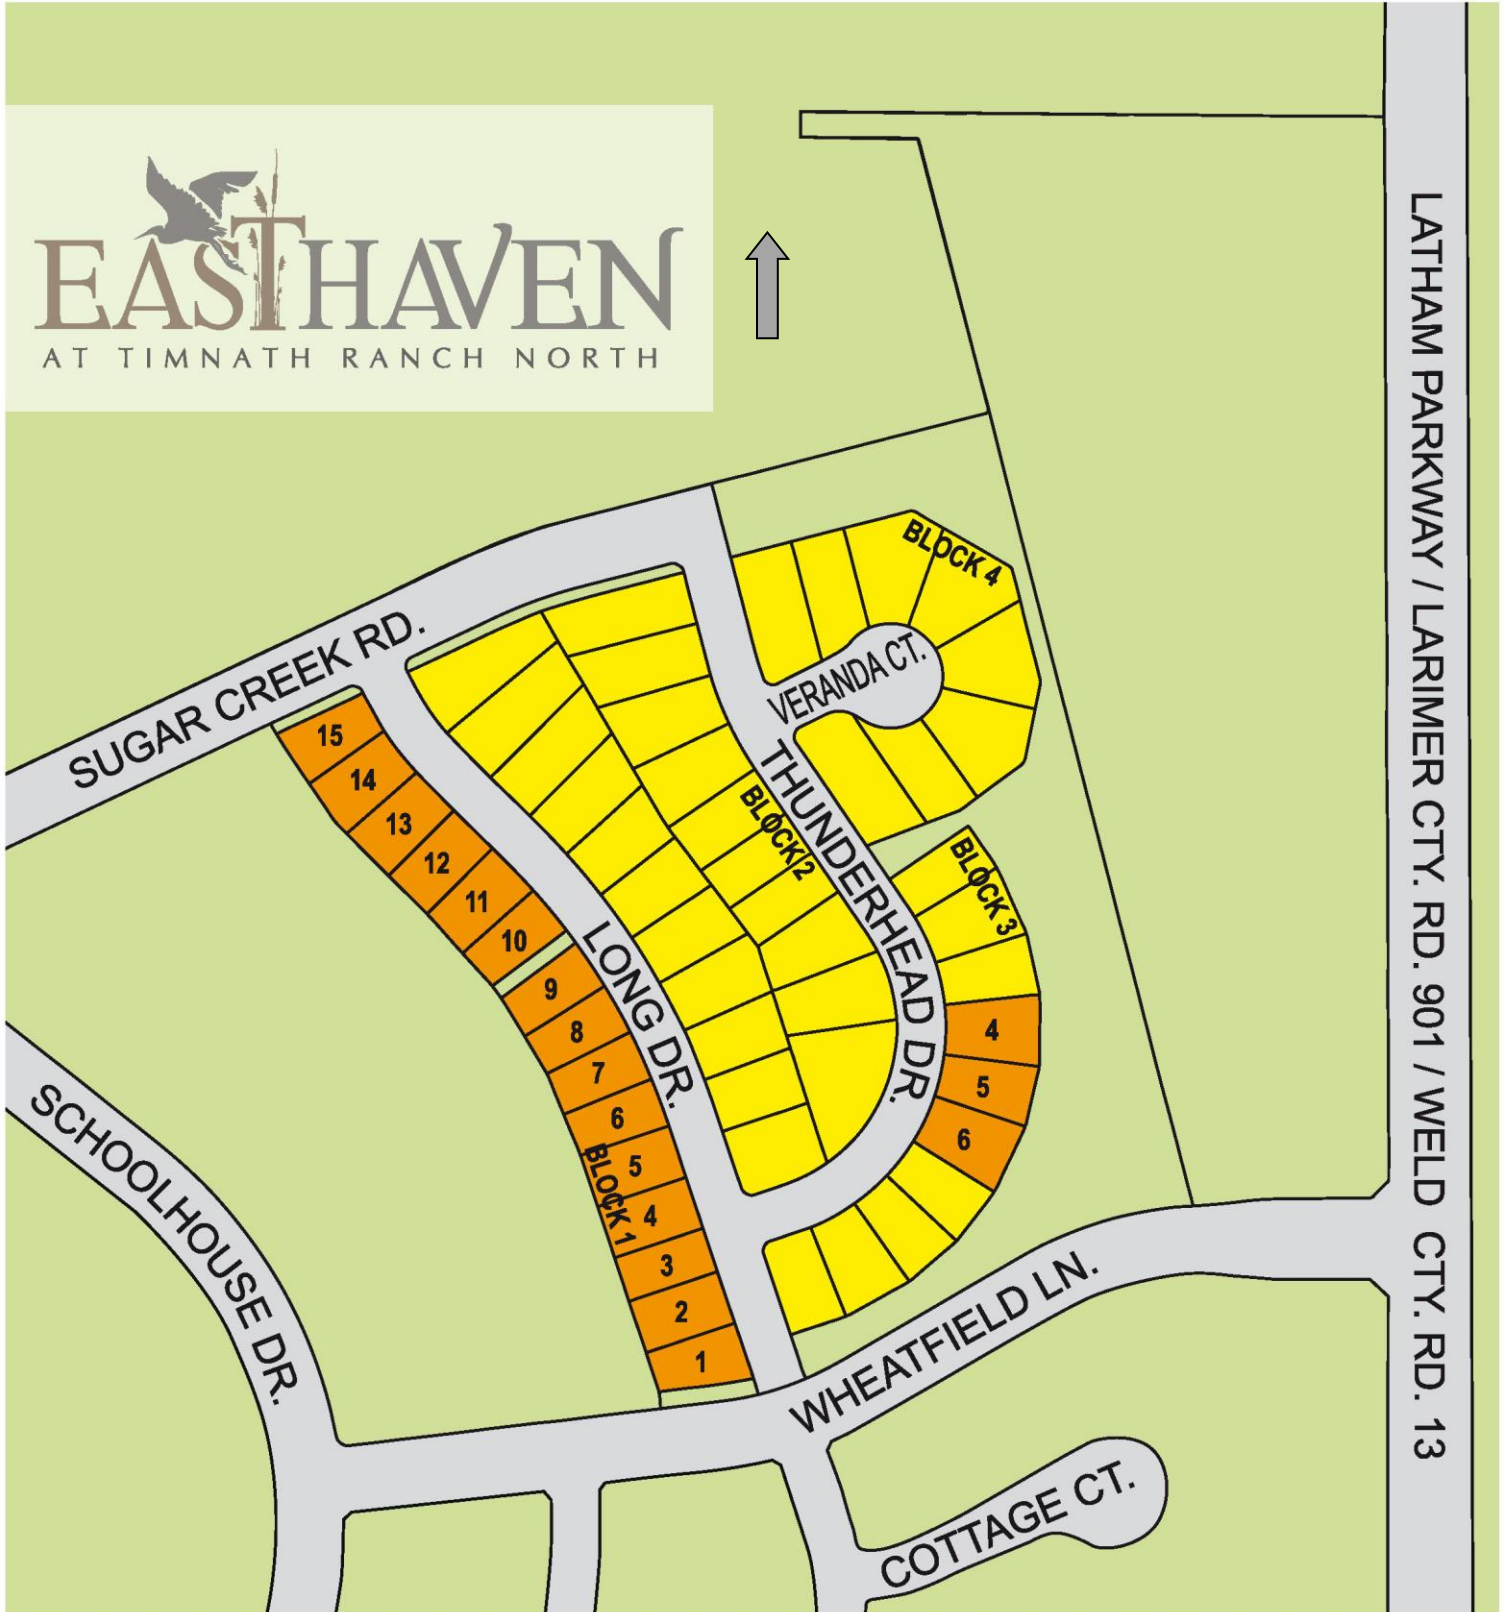 EASTHAVEN
AT TIMNATH RANCH NORTH
LATHAM PARKWAY / LARIMER CTY. RD. 901 / WELD CTY. RD. 13
BLOCK 4
SUGAR CREEK RD.
VERANDA CT.
THUNDERHEAD DR.
BLOCK 2
BLOCK 3
15
14
13
12
11
10
9
8
7
6
5
4
3
2
1
BLOCK 1
LONG DR.
4
5
6
SCHOOLHOUSE DR.
WHEATFIELD LN.
COTTAGE CT.